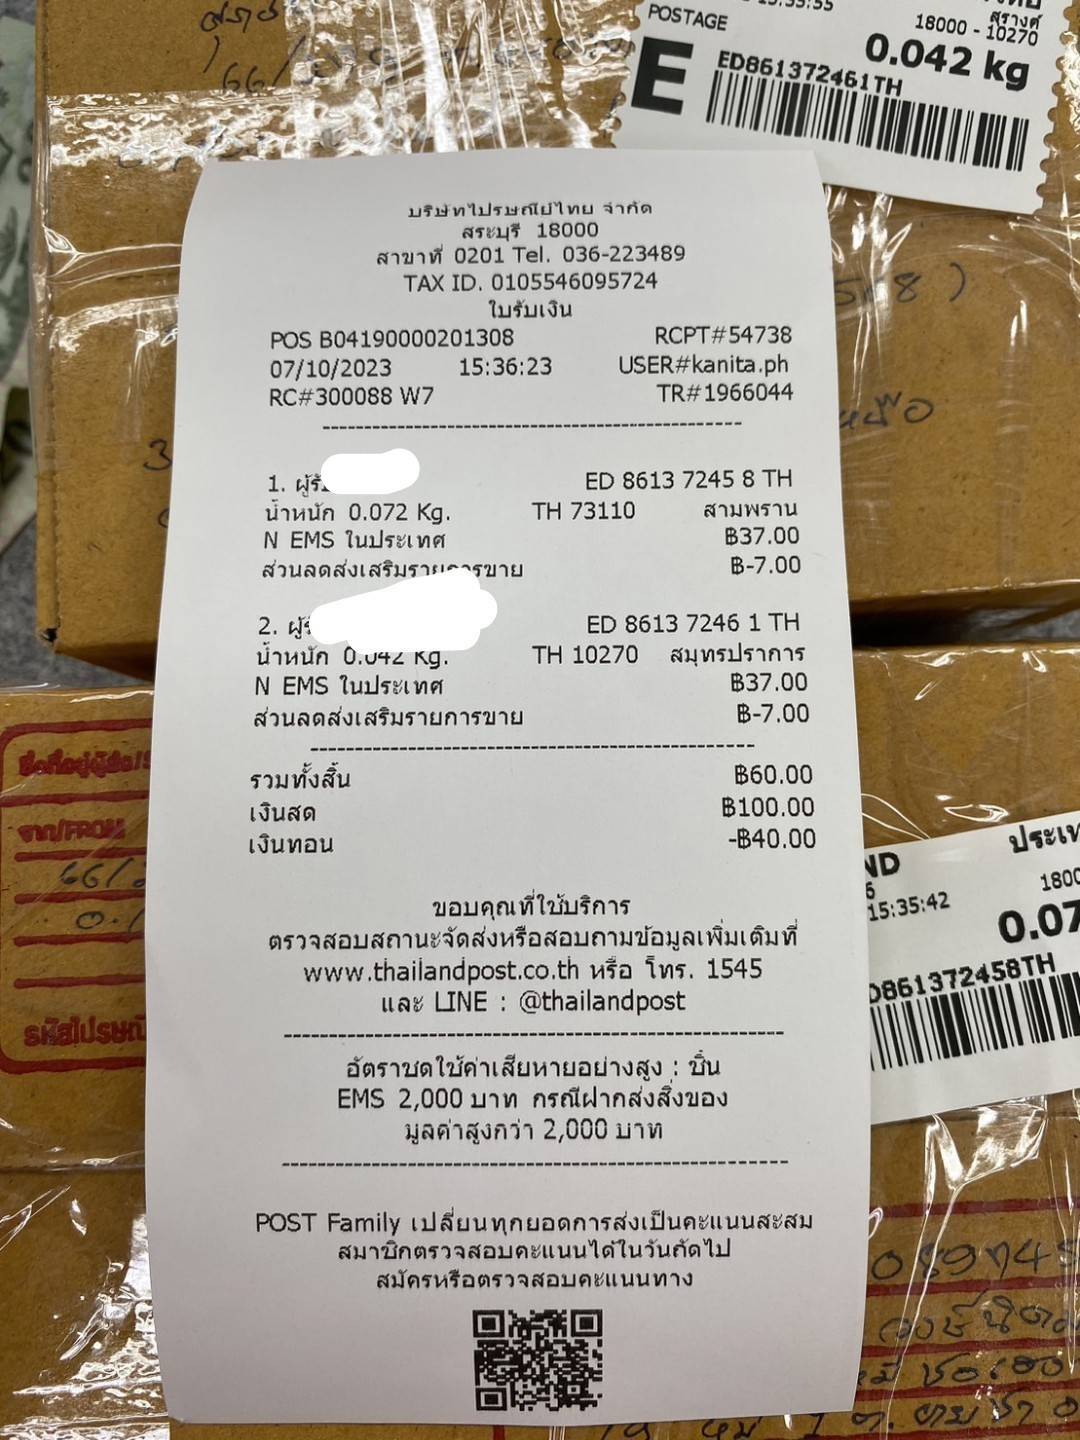 POSTAGE
E
18000 - 10270
0.042 kg
ED861372461TH
บริษัทไปรษณีย์ไทย จำกัด
สระบุรี 18000
สาขาที่ 0201 Tel. 036-223489
TAX ID. 0105546095724
ใบรับเงิน
POS B04190000201308 RCPT#54738
07/10/2023 15:36:23 USER#kanita.ph
RC#300088 W7 TR#1966044
1. ED 8613 7245 8 TH
น้ำหนัก 0.072 Kg. TH 73110 สามพราน
N EMS ในประเทศ ฿37.00
ส่วนลดส่งเสริมรายการขาย ฿-7.00
2. ED 8613 7246 1 TH
น้ำหนัก 0.042 Kg. TH 10270 สมุทรปราการ
N EMS ในประเทศ ฿37.00
ส่วนลดส่งเสริมรายการขาย ฿-7.00
รวมทั้งสิ้น ฿60.00
เงินสด ฿100.00
เงินทอน -฿40.00
ขอบคุณที่ใช้บริการ
ตรวจสอบสถานะจัดส่งหรือสอบถามข้อมูลเพิ่มเติมที่
www.thailandpost.co.th หรือ โทร. 1545
และ LINE : @thailandpost
อัตราชดใช้ค่าเสียหายอย่างสูง : ชิ้น
EMS 2,000 บาท กรณีฝากส่งสิ่งของ
มูลค่าสูงกว่า 2,000 บาท
POST Family เปลี่ยนทุกยอดการส่งเป็นคะแนนสะสม
สมาชิกตรวจสอบคะแนนได้ในวันถัดไป
สมัครหรือตรวจสอบคะแนนทาง
จาก/FROM
15:35:42
0.07
D861372458TH